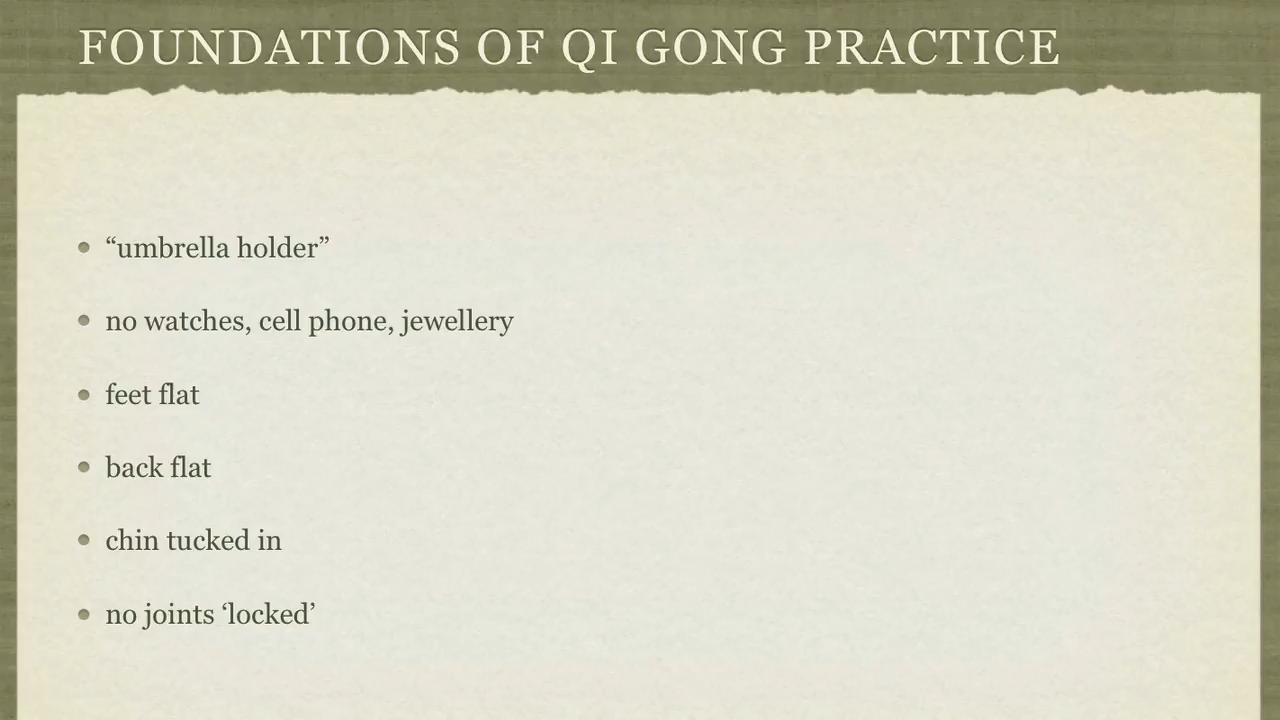 FOUNDATIONS OF QI GONG PRACTICE
“umbrella holder”
no watches, cell phone, jewellery
feet flat
back flat
chin tucked in
no joints ‘locked’